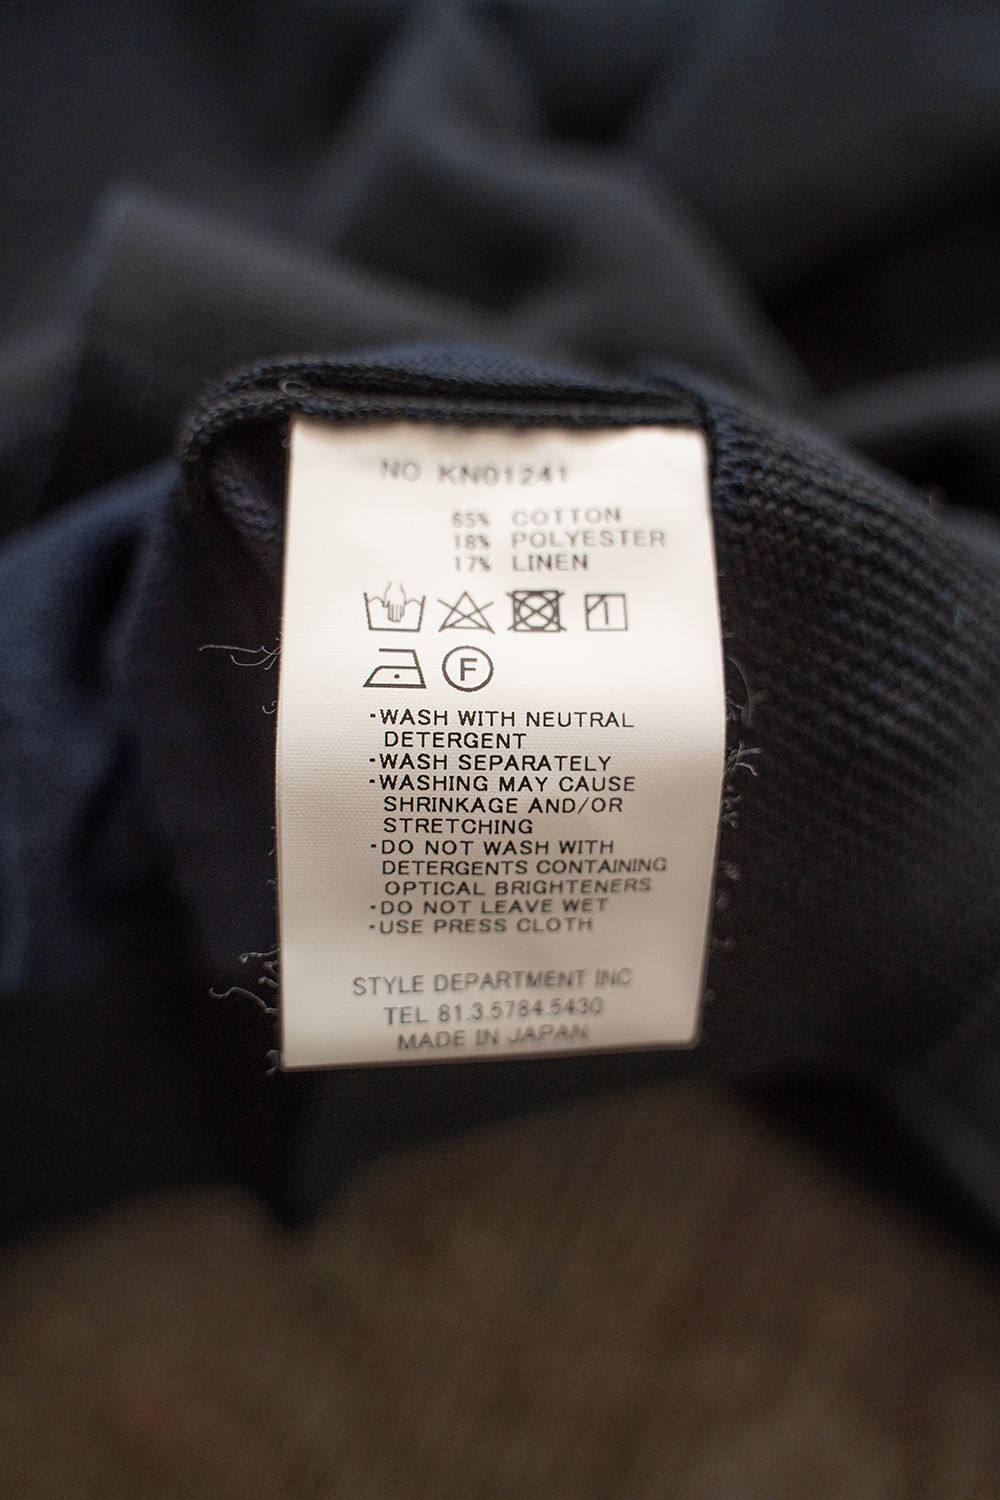 NO. KN01241
65% COTTON
18% POLYESTER
17% LINEN
F
·WASH WITH NEUTRAL
DETERGENT
·WASH SEPARATELY
·WASHING MAY CAUSE
SHRINKAGE AND/OR
STRETCHING
·DO NOT WASH WITH
DETERGENTS CONTAINING
OPTICAL BRIGHTENERS
·DO NOT LEAVE WET
·USE PRESS CLOTH
STYLE DEPARTMENT INC
TEL 81.3.5784.5430
MADE IN JAPAN